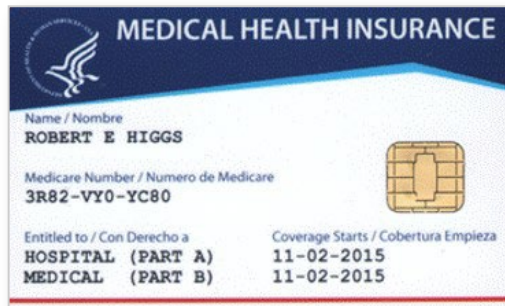 MEDICAL HEALTH INSURANCE
Name / Nombre
ROBERT E HIGGS
Medicare Number / Numero de Medicare
3R82-VY0-YC80
Entitled to / Con Derecho a Coverage Starts / Cobertura Empieza
HOSPITAL (PART A) 11-02-2015
MEDICAL (PART B) 11-02-2015